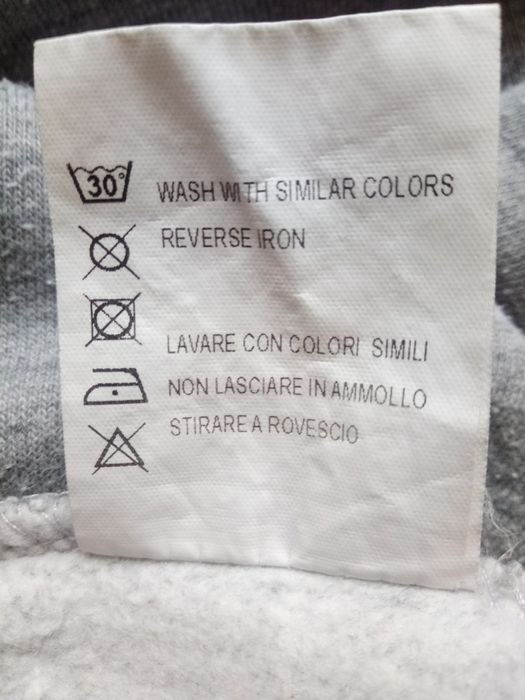 30°
WASH WITH SIMILAR COLORS
REVERSE IRON
LAVARE CON COLORI SIMILI
NON LASCIARE IN AMMOLLO
STIRARE A ROVESCIO